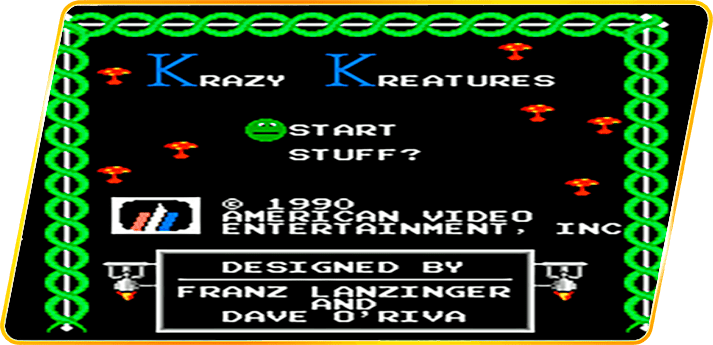 KRAZY KREATURES
START
STUFF?
© 1990
AMERICAN VIDEO
ENTERTAINMENT, INC
DESIGNED BY
FRANZ LANZINGER
AND
DAVE O'RIVA